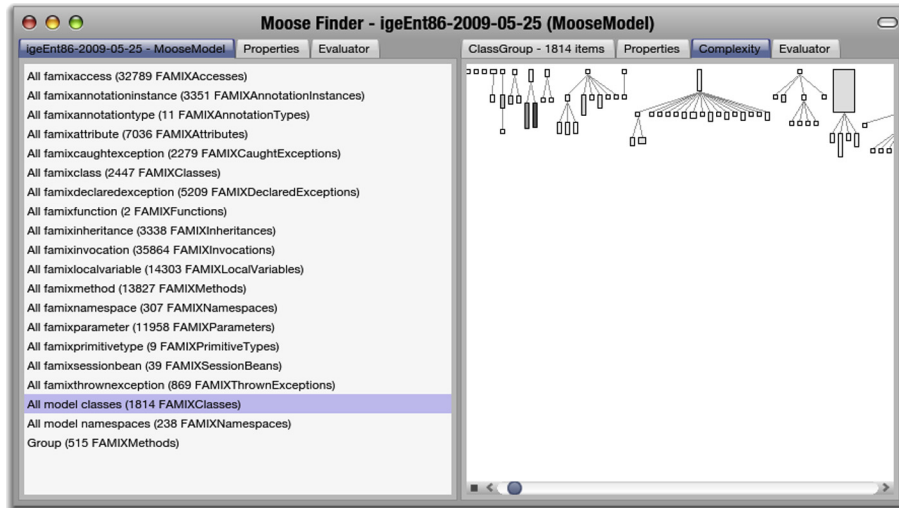 Moose Finder - igeEnt86-2009-05-25 (MooseModel)
igeEnt86-2009-05-25 - MooseModel Properties Evaluator
ClassGroup - 1814 items Properties Complexity Evaluator
All famixaccess (32789 FAMIXAccesses)
All famixannotationinstance (3351 FAMIXAnnotationInstances)
All famixannotationtype (11 FAMIXAnnotationTypes)
All famixattribute (7036 FAMIXAttributes)
All famixcaughtexception (2279 FAMIXCaughtExceptions)
All famixclass (2447 FAMIXClasses)
All famixdeclaredexception (5209 FAMIXDeclaredExceptions)
All famixfunction (2 FAMIXFunctions)
All famixinheritance (3338 FAMIXInheritances)
All famixinvocation (35864 FAMIXInvocations)
All famixlocalvariable (14303 FAMIXLocalVariables)
All famixmethod (13827 FAMIXMethods)
All famixnamespace (307 FAMIXNamespaces)
All famixparameter (11958 FAMIXParameters)
All famixprimitivetype (9 FAMIXPrimitiveTypes)
All famixsessionbean (39 FAMIXSessionBeans)
All famixthrownexception (869 FAMIXThrownExceptions)
All model classes (1814 FAMIXClasses)
All model namespaces (238 FAMIXNamespaces)
Group (515 FAMIXMethods)